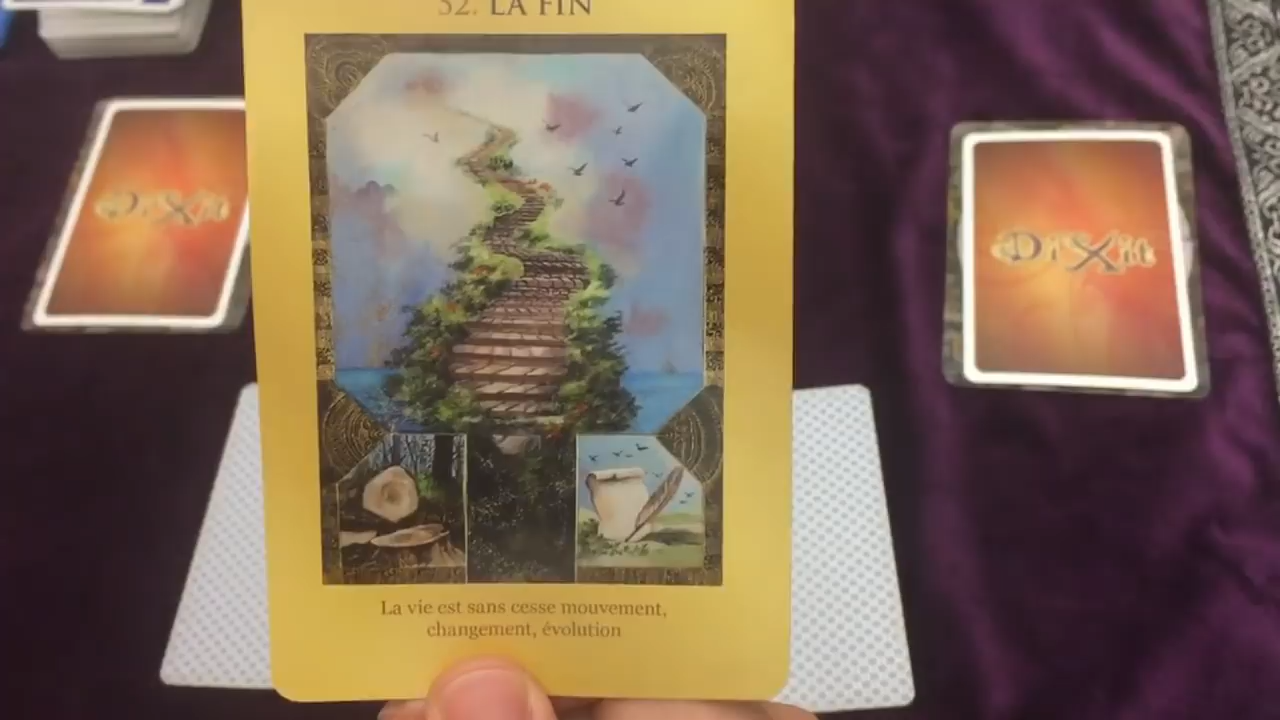 52. LA FIN
DiXit
DiXit
La vie est sans cesse mouvement,
changement, évolution